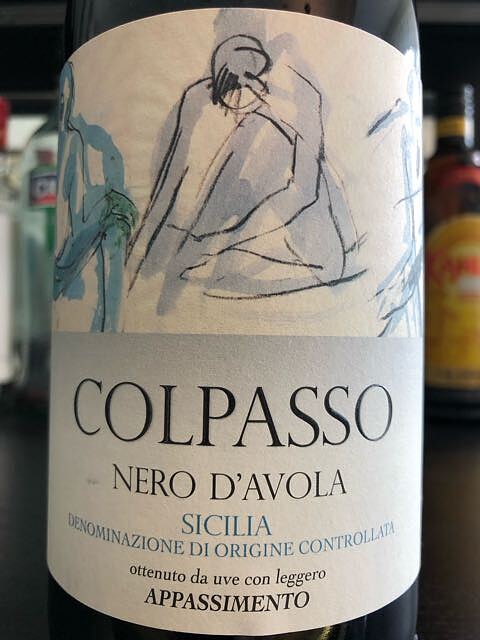 COLPASSO
NERO D'AVOLA
SICILIA
DENOMINAZIONE DI ORIGINE CONTROLLATA
ottenuto da uve con leggero
APPASSIMENTO